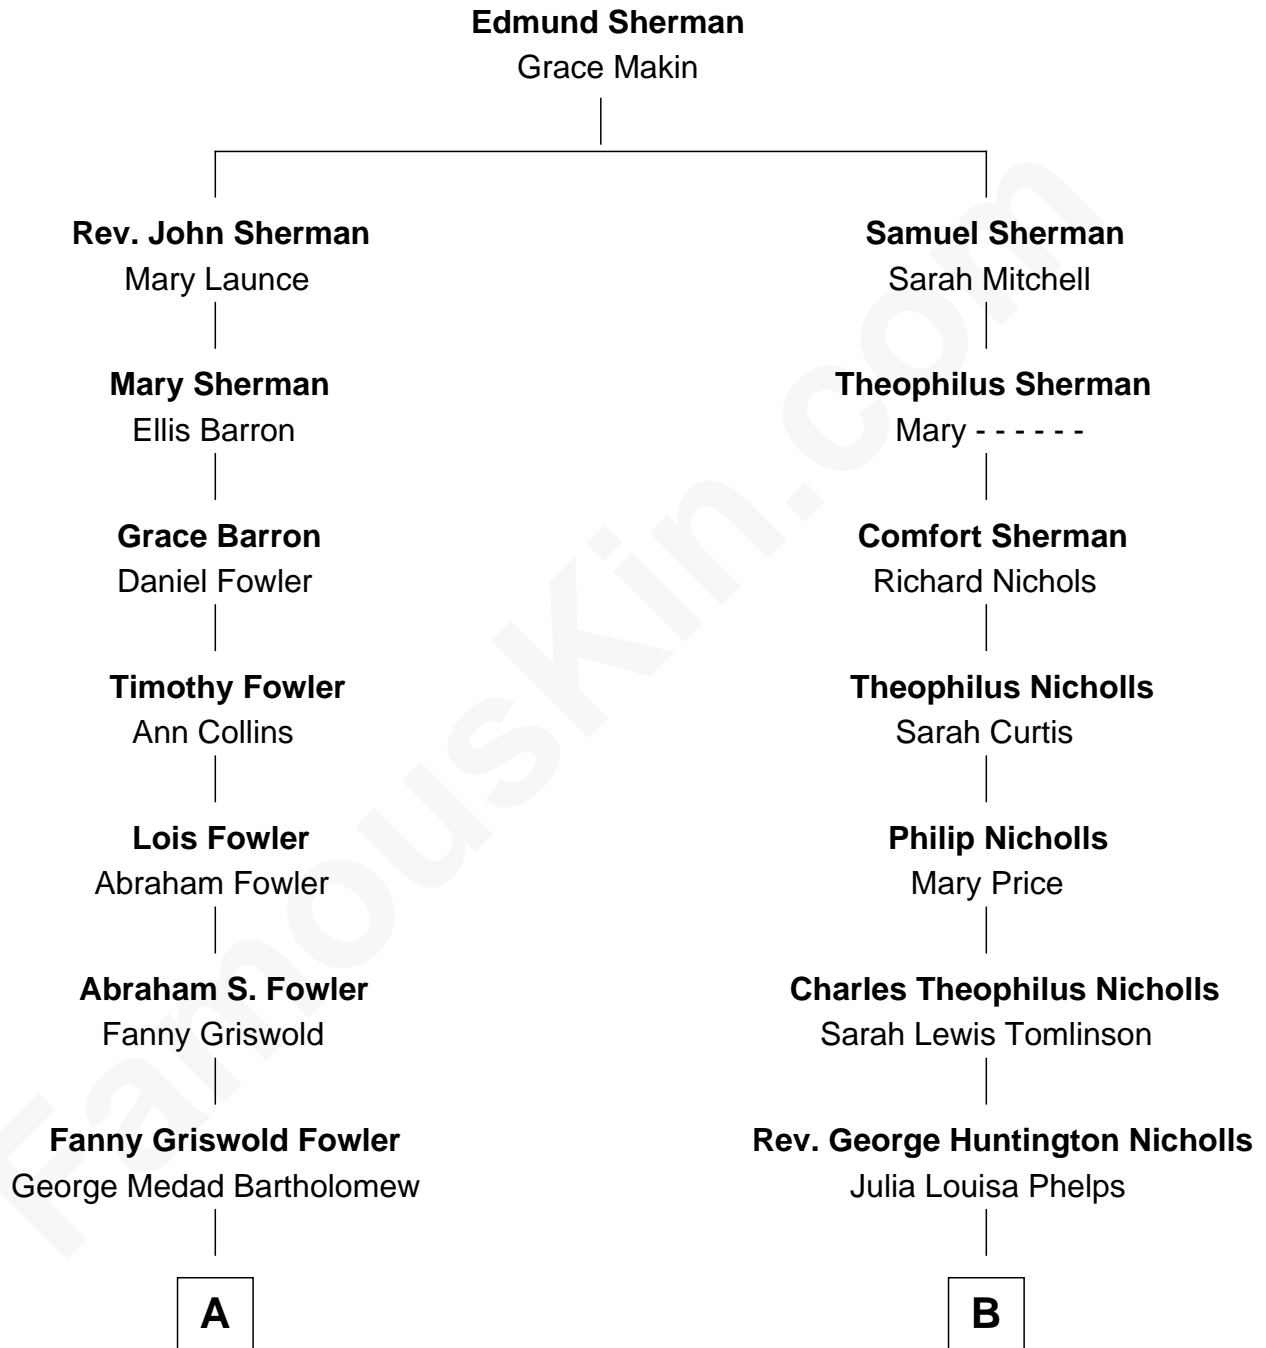 Edmund Sherman
Grace Makin
Rev. John Sherman
Mary Launce
Samuel Sherman
Sarah Mitchell
Mary Sherman
Ellis Barron
Theophilus Sherman
Mary - - - - - -
Grace Barron
Daniel Fowler
Comfort Sherman
Richard Nichols
Timothy Fowler
Ann Collins
Theophilus Nicholls
Sarah Curtis
Lois Fowler
Abraham Fowler
Philip Nicholls
Mary Price
Abraham S. Fowler
Fanny Griswold
Charles Theophilus Nicholls
Sarah Lewis Tomlinson
Fanny Griswold Fowler
George Medad Bartholomew
Rev. George Huntington Nicholls
Julia Louisa Phelps
A
B
FamousKin.com